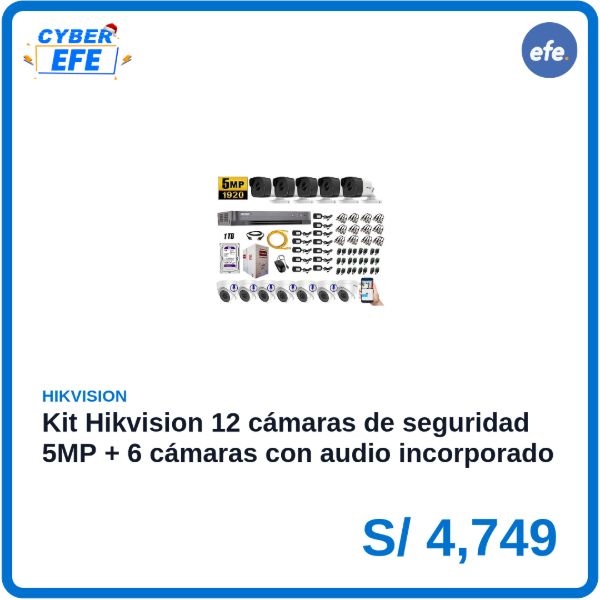 CYBER
EFE
efe.
5MP
1920
1TB
HIKVISION
Kit Hikvision 12 cámaras de seguridad
5MP + 6 cámaras con audio incorporado
S/ 4,749